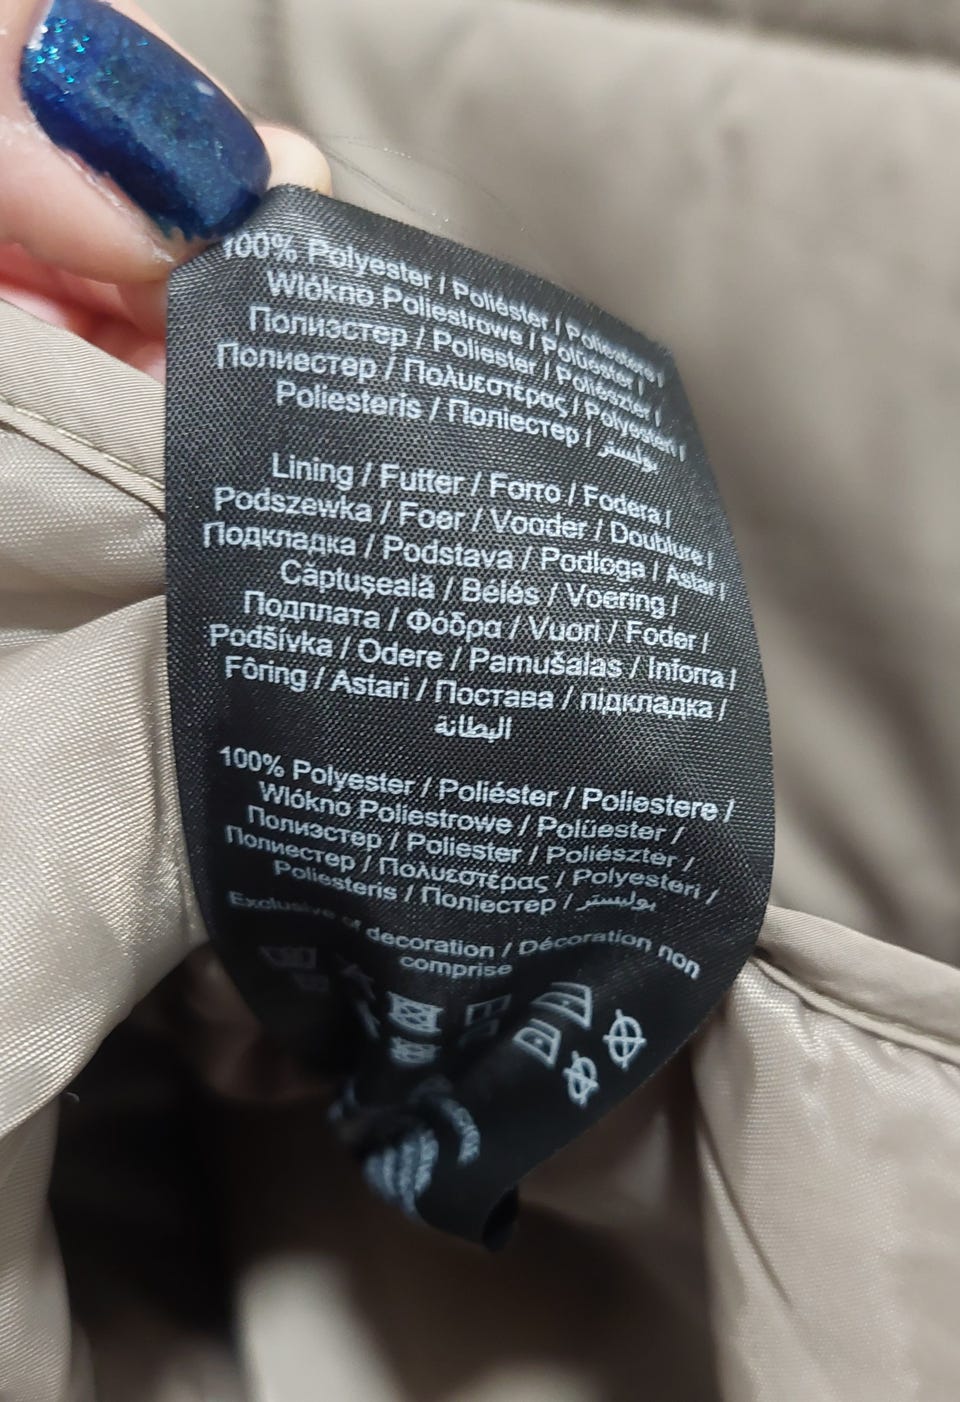 100% Polyester / Poliéster / Poliestere /
Wlókno Poliestrowe / Polüester /
Полиэстер / Poliester / Poliészter /
Полиестер / Πολυεστέρας / Polyesteri /
Poliesteris / Поліестер / بوليستر
Lining / Futter / Forro / Fodera /
Podszewka / Foer / Vooder / Doublure /
Подкладка / Podstava / Podloga / Astar /
Căptuşeală / Bélés / Voering /
Подплата / Φόδρα / Vuori / Foder /
Podšívka / Odere / Pamušalas / Inforra /
Fôring / Astari / Постава / підкладка /
البطانة
100% Polyester / Poliéster / Poliestere /
Wlókno Poliestrowe / Polüester /
Полиэстер / Poliester / Poliészter /
Полиестер / Πολυεστέρας / Polyesteri /
Poliesteris / Поліестер / بوليستر
Exclusive of decoration / Décoration non
comprise